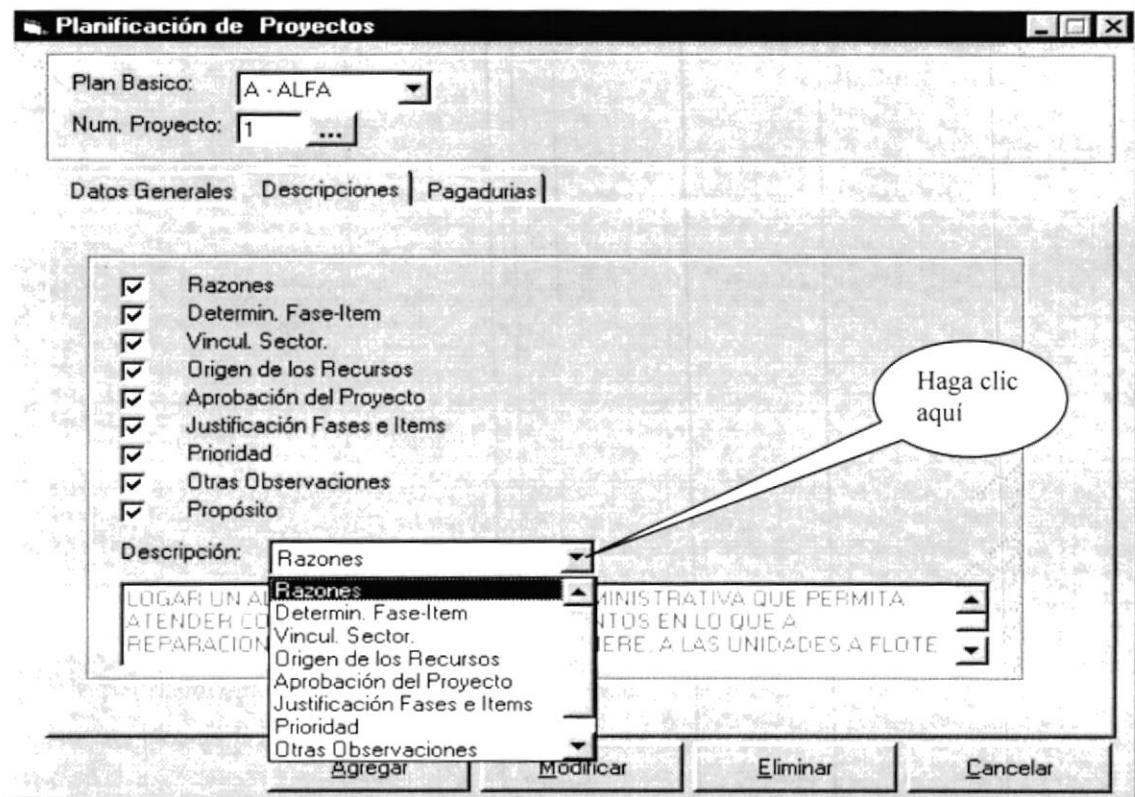 Planificación de Proyectos
Plan Basico: A - ALFA
Num. Proyecto: 1 ...
Datos Generales Descripciones Pagadurias
Razones
Determin. Fase-Item
Vincul. Sector.
Origen de los Recursos
Aprobación del Proyecto
Justificación Fases e Items
Prioridad
Otras Observaciones
Propósito
Haga clic
aquí
Descripción: Razones
LOGAR UN MINISTRATIVA QUE PERMITA
ATENDER NTOS EN LO QUE A
REPARACION IERE, A LAS UNIDADES A FLOTE
Razones
Determin. Fase-Item
Vincul. Sector.
Origen de los Recursos
Aprobación del Proyecto
Justificación Fases e Items
Prioridad
Otras Observaciones
Agregar Modificar Eliminar Cancelar